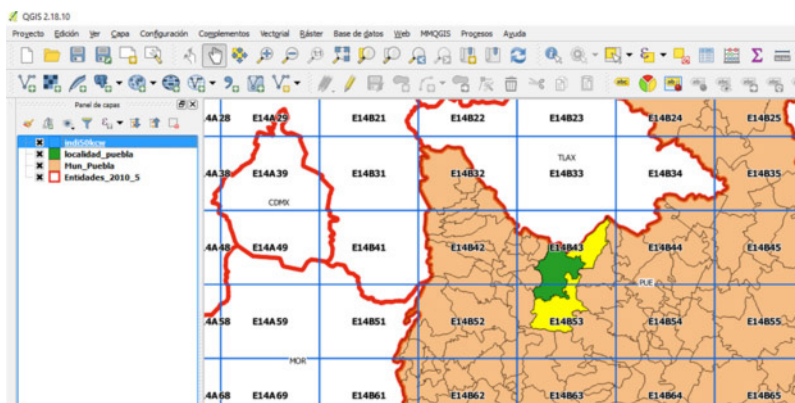 QGIS 2.18.10
Proyecto Edición Ver Capa Configuración Complementos Vectorial Ráster Base de datos Web MMQGIS Procesos Ayuda
Panel de capas
indi50kcw
localidad_puebla
Mun_Puebla
Entidades_2010_5
4A28 E14A29 E14B21 E14B22 E14B23 E14B24 E14B25
TLAX
4A38 E14A39 E14B31 E14B32 E14B33 E14B34 E14B35
CDMX
4A48 E14A49 E14B41 E14B42 E14B43 E14B44 E14B45
PUE
4A58 E14A59 E14B51 E14B52 E14B53 E14B54 E14B55
MOR
4A68 E14A69 E14B61 E14B62 E14B63 E14B64 E14B65